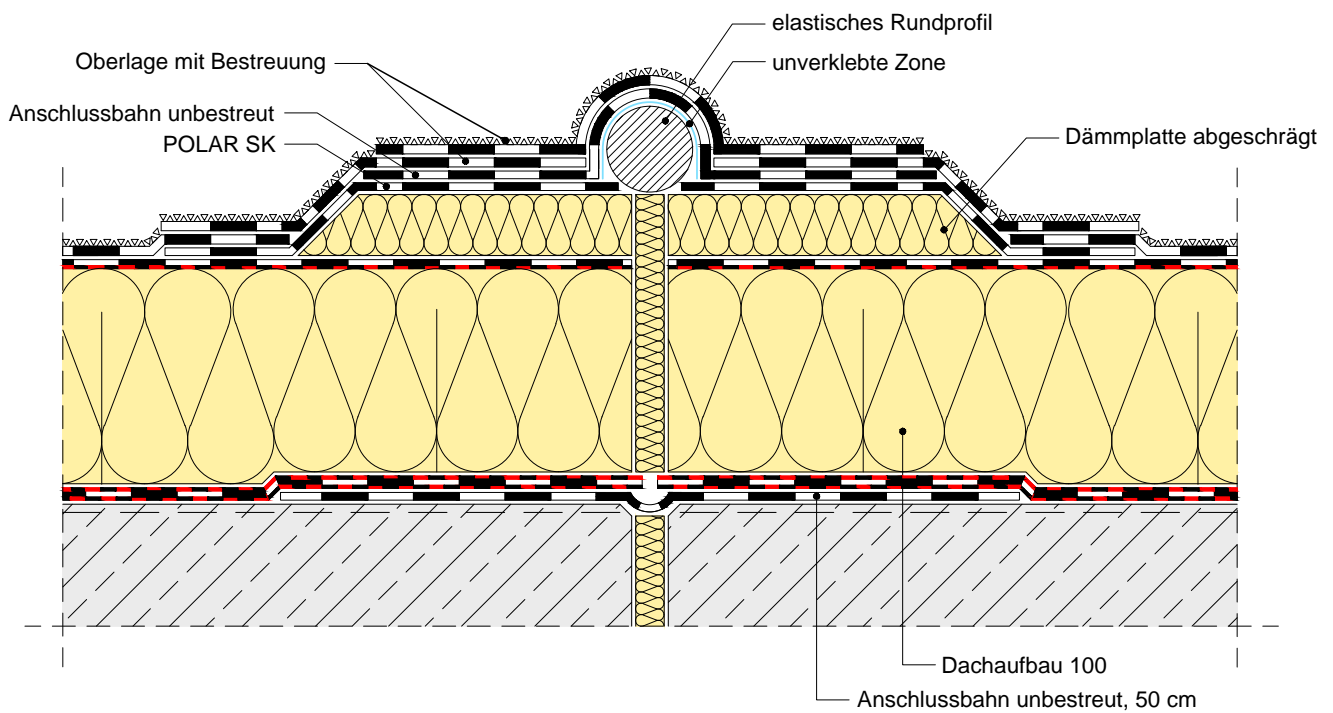 elastisches Rundprofil
Oberlage mit Bestreuung
unverklebte Zone
Anschlussbahn unbestreut
POLAR SK
Dämmplatte abgeschrägt
Dachaufbau 100
Anschlussbahn unbestreut, 50 cm